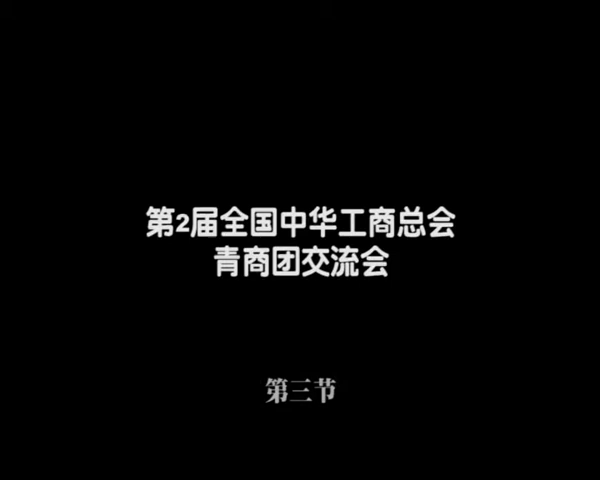 第2届全国中华工商总会
青商团交流会
第三节